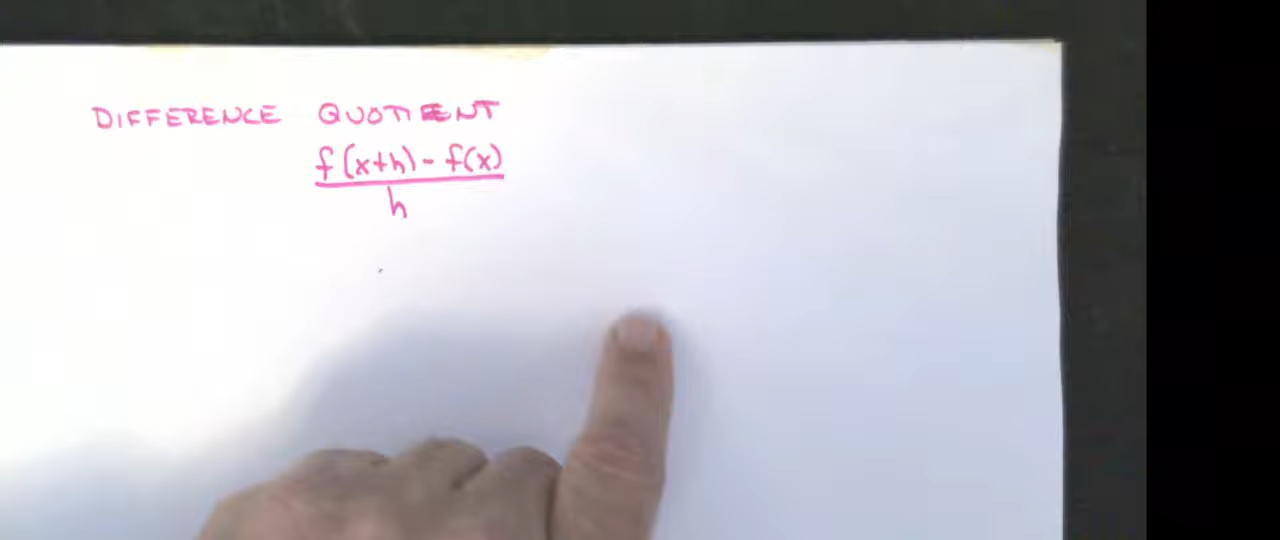 DIFFERENCE QUOTIENT
f(x+h) - f(x)
h